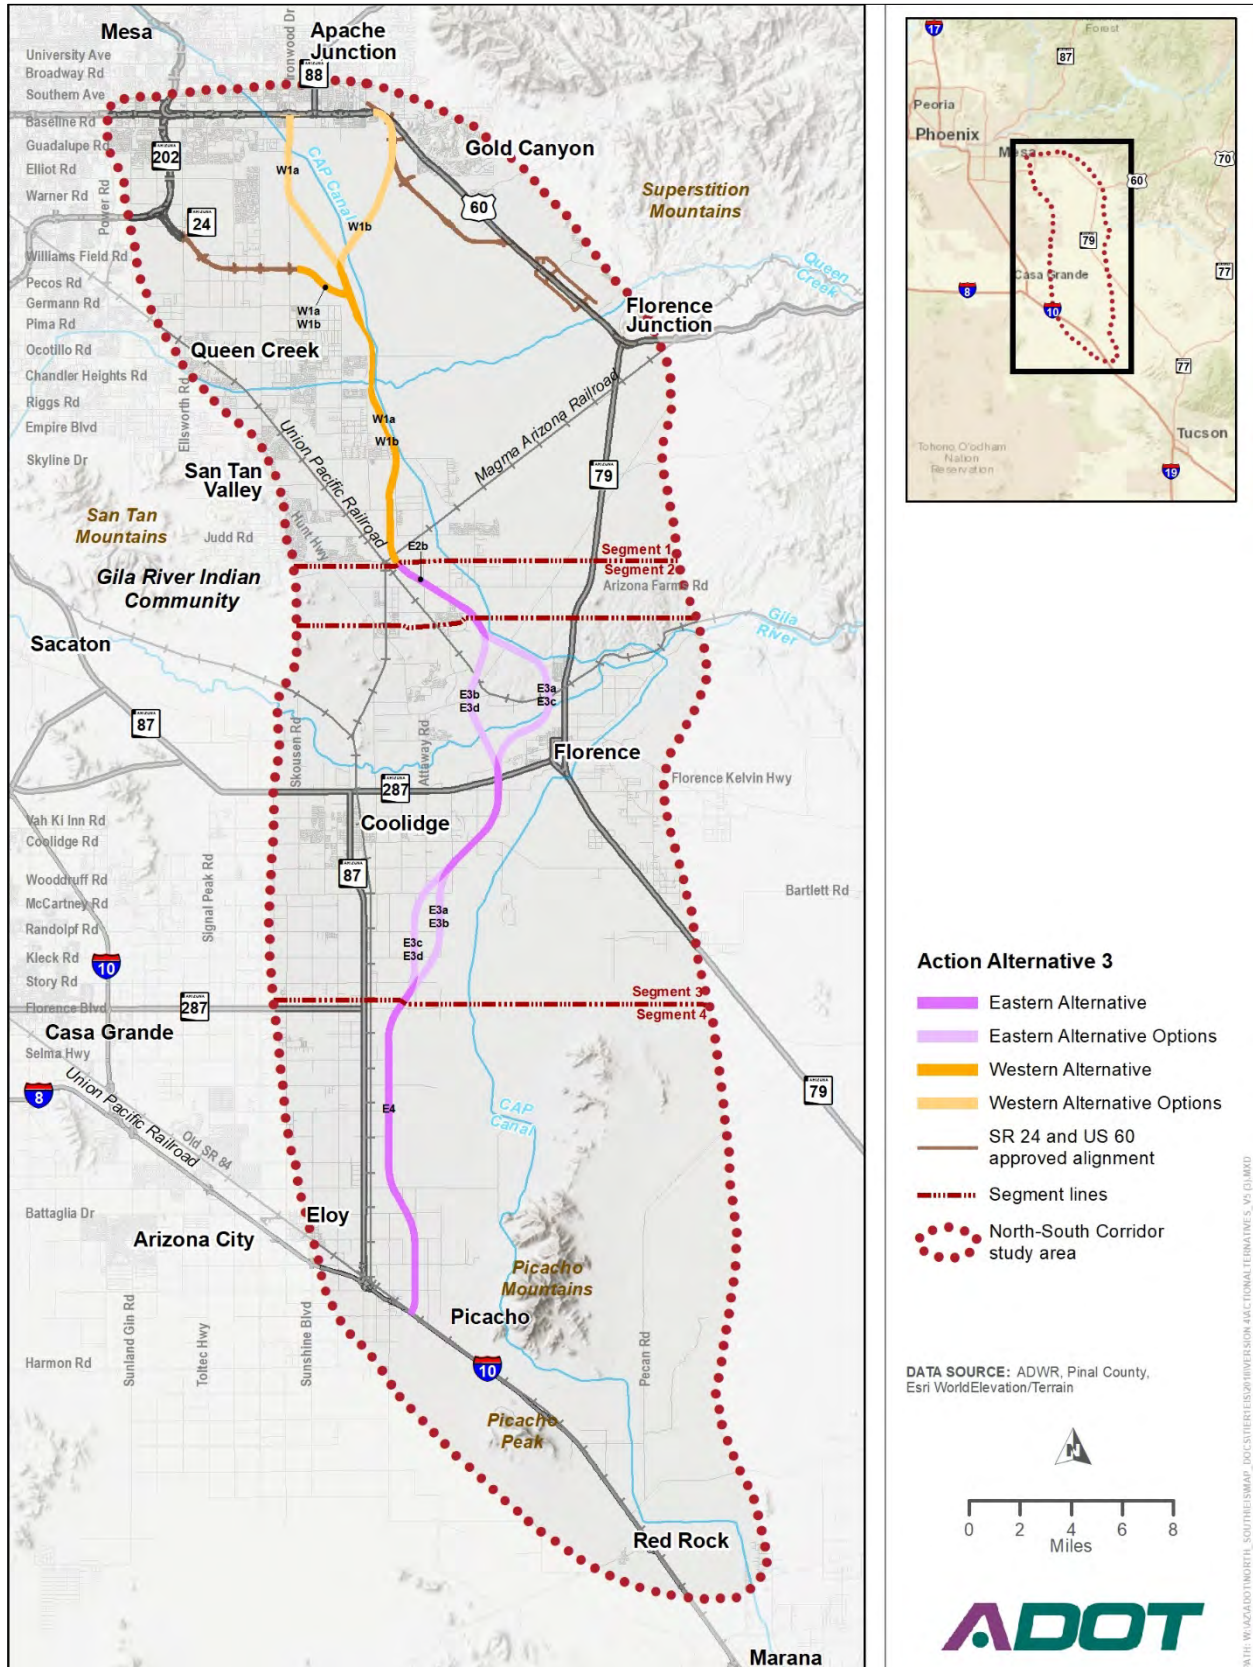 Mesa
Apache
Junction
Ironwood Dr
University Ave
Broadway Rd
Southern Ave
Baseline Rd
Guadalupe Rd
Elliot Rd
Warner Rd
Power Rd
Williams Field Rd
Pecos Rd
Germann Rd
Pima Rd
Ocotillo Rd
Chandler Heights Rd
Riggs Rd
Empire Blvd
Skyline Dr
ARIZONA
88
ARIZONA
202
ARIZONA
24
Gold Canyon
60
Superstition
Mountains
CAP Canal
W1a
W1b
W1a
W1b
Queen
Creek
Florence
Junction
Queen Creek
Ellsworth Rd
W1a
W1b
Union Pacific Railroad
Magma Arizona Railroad
ARIZONA
79
San Tan
Valley
San Tan
Mountains
Judd Rd
Hunt Hwy
E2b
Segment 1
Segment 2
Arizona Farms Rd
Gila River Indian
Community
Gila
River
Sacaton
E3b
E3d
E3a
E3c
ARIZONA
87
Skousen Rd
Attaway Rd
Florence
Florence Kelvin Hwy
ARIZONA
287
Vah Ki Inn Rd
Coolidge Rd
Coolidge
Wooddruff Rd
McCartney Rd
Randolpf Rd
Kleck Rd
Story Rd
Florence Blvd
Signal Peak Rd
ARIZONA
87
Bartlett Rd
E3a
E3b
E3c
E3d
10
Segment 3
Segment 4
ARIZONA
287
Casa Grande
Selma Hwy
8
Union Pacific Railroad
Old SR 84
E4
CAP
Canal
ARIZONA
79
Battaglia Dr
Eloy
Arizona City
Picacho
Mountains
Picacho
Sunland Gin Rd
Toltec Hwy
Sunshine Blvd
Pecan Rd
Harmon Rd
10
Picacho
Peak
Red Rock
Marana
17
Forest
87
Peoria
Phoenix
Mesa
70
60
79
77
Casa Grande
8
10
77
Tucson
Tohono O'odham
Nation
Reservation
19
Action Alternative 3
Eastern Alternative
Eastern Alternative Options
Western Alternative
Western Alternative Options
SR 24 and US 60
approved alignment
Segment lines
North-South Corridor
study area
DATA SOURCE: ADWR, Pinal County,
Esri WorldElevation/Terrain
N
0 2 4 6 8
Miles
ADOT